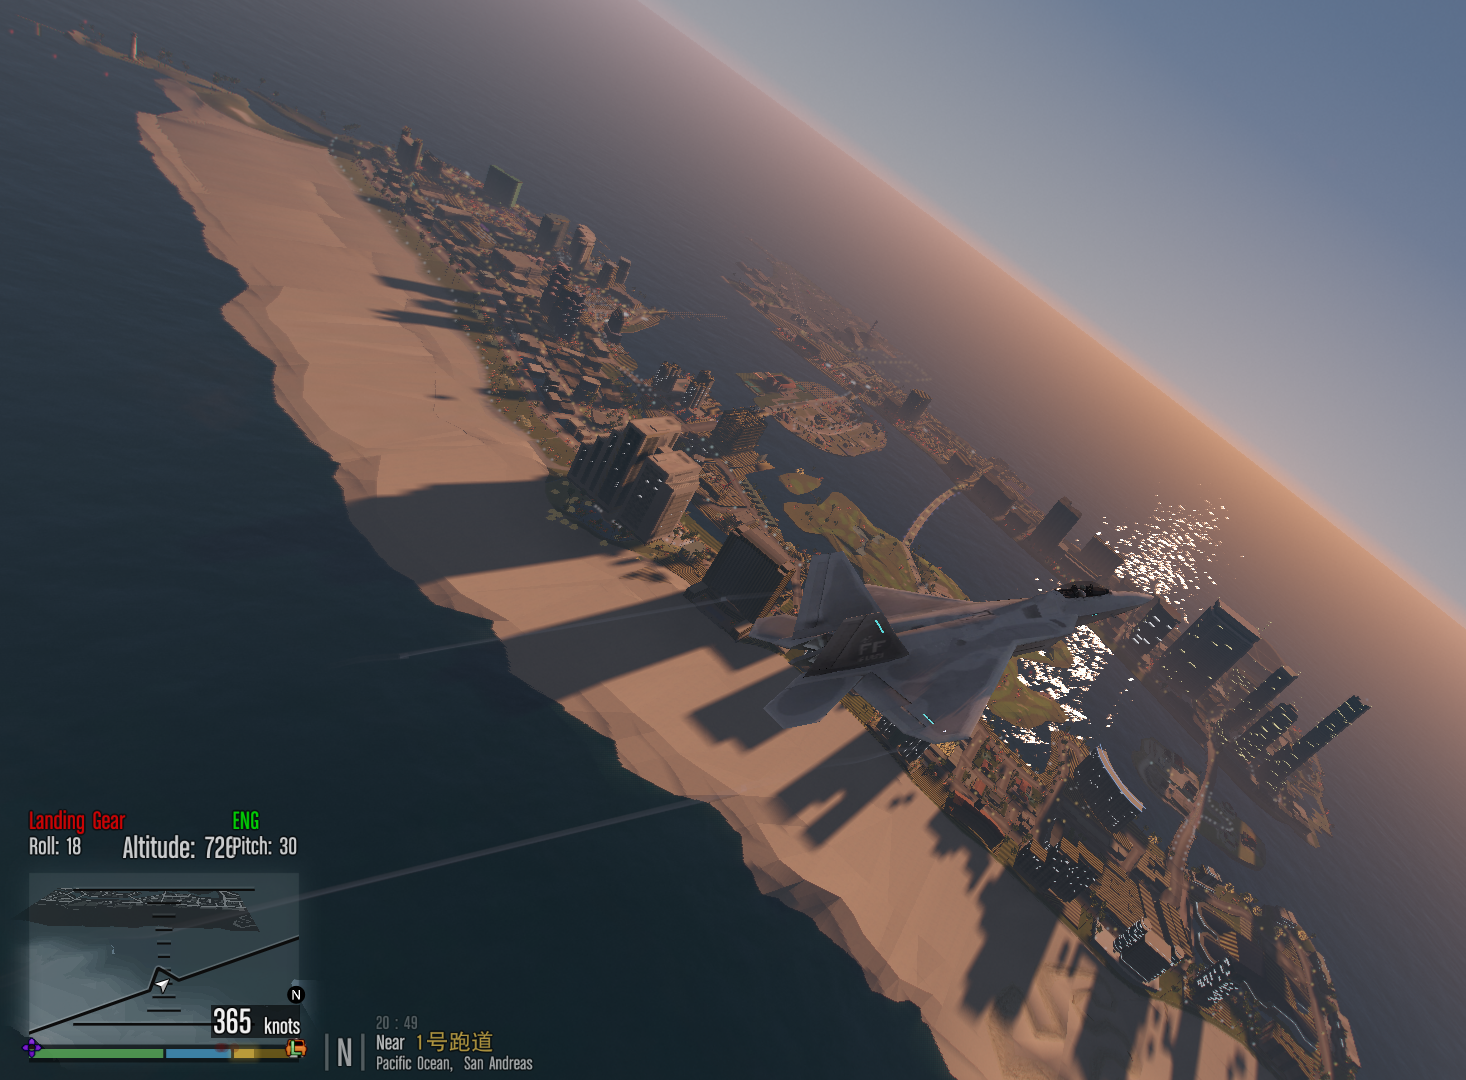 FF
Landing Gear ENG
Roll: 18 Altitude: 726 Pitch: 30
N
365 knots
L
N
20 : 49
Near 1号跑道
Pacific Ocean, San Andreas